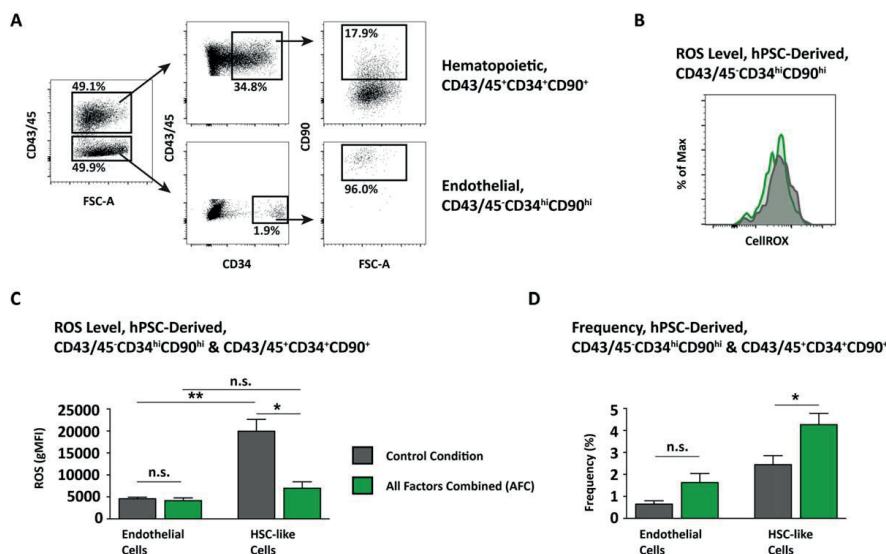 A
CD43/45
49.1%
49.9%
FSC-A
CD43/45
34.8%
1.9%
CD34
CD90
17.9%
96.0%
FSC-A
Hematopoietic,
CD43/45⁺CD34⁺CD90⁺
Endothelial,
CD43/45⁻CD34ʰⁱCD90ʰⁱ
B
ROS Level, hPSC-Derived,
CD43/45⁻CD34ʰⁱCD90ʰⁱ
% of Max
CellROX
C
ROS Level, hPSC-Derived,
CD43/45⁻CD34ʰⁱCD90ʰⁱ & CD43/45⁺CD34⁺CD90⁺
n.s.
**
*
n.s.
ROS (gMFI)
25000
20000
15000
10000
5000
0
Endothelial
Cells
HSC-like
Cells
Control Condition
All Factors Combined (AFC)
D
Frequency, hPSC-Derived,
CD43/45⁻CD34ʰⁱCD90ʰⁱ & CD43/45⁺CD34⁺CD90⁺
*
n.s.
Frequency (%)
5
4
3
2
1
0
Endothelial
Cells
HSC-like
Cells